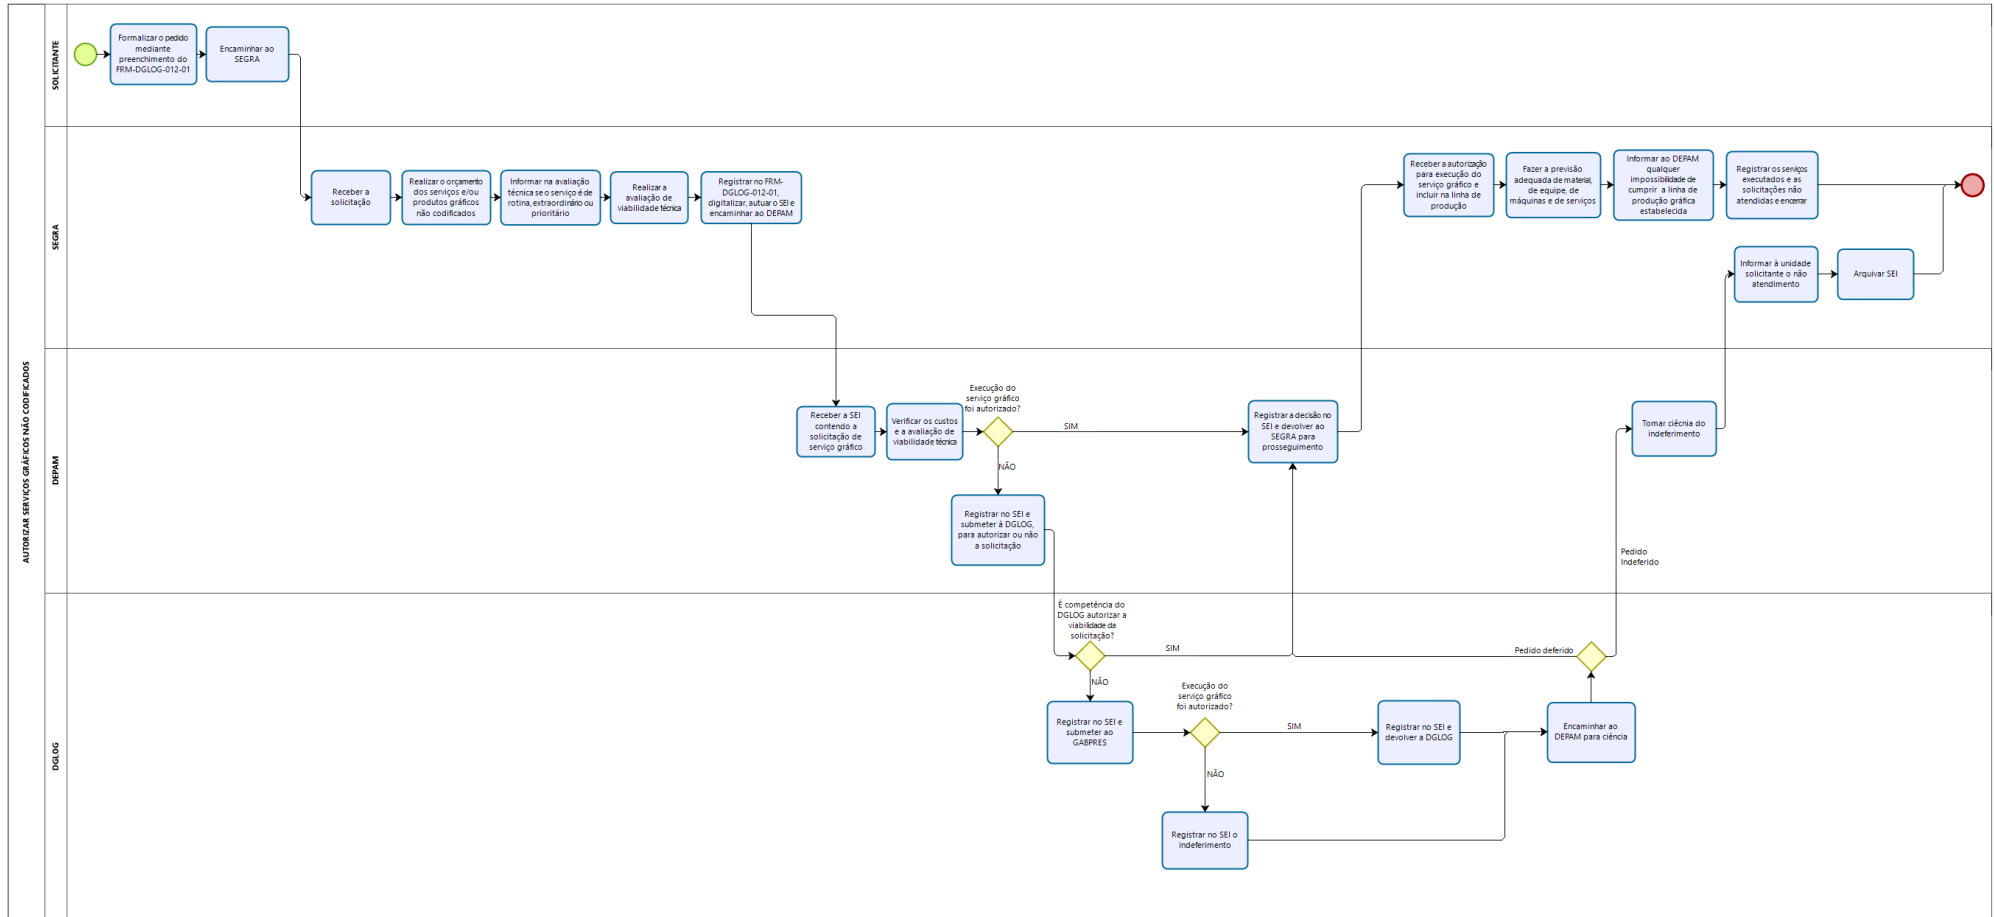 AUTORIZAR SERVIÇOS GRÁFICOS NÃO CODIFICADOS
SOLICITANTE
Formalizar o pedido
mediante
preenchimento do
FRM-DGLOG-012-01
Encaminhar ao
SEGRA
SEGRA
Receber a
solicitação
Realizar o orçamento
dos serviços e/ou
produtos gráficos
não codificados
Informar na avaliação
técnica se o serviço é de
rotina, extraordinário ou
prioritário
Realizar a
avaliação de
viabilidade técnica
Registrar no FRM-
DGLOG-012-01,
digitalizar, autuar o SEI e
encaminhar ao DEPAM
Receber a autorização
para execução do
serviço gráfico e
incluir na linha de
produção
Fazer a previsão
adequada de material,
de equipe, de
máquinas e de serviços
Informar ao DEPAM
qualquer
impossibilidade de
cumprir a linha de
produção gráfica
estabelecida
Registrar os serviços
executados e as
solicitações não
atendidas e encerrar
Informar à unidade
solicitante o não
atendimento
Arquivar SEI
DEPAM
Receber a SEI
contendo a
solicitação de
serviço gráfico
Verificar os custos
e a avaliação de
viabilidade técnica
Execução do
serviço gráfico
foi autorizado?
SIM
NÃO
Registrar a decisão no
SEI e devolver ao
SEGRA para
prosseguimento
Tomar ciécnia do
indeferimento
Registrar no SEI e
submeter à DGLOG,
para autorizar ou não
a solicitação
Pedido
Indeferido
DGLOG
É competência do
DGLOG autorizar a
viabilidade da
solicitação?
SIM
NÃO
Pedido deferido
Registrar no SEI e
submeter ao
GABPRES
Execução do
serviço gráfico
foi autorizado?
SIM
NÃO
Registrar no SEI e
devolver a DGLOG
Encaminhar ao
DEPAM para ciência
Registrar no SEI o
indeferimento